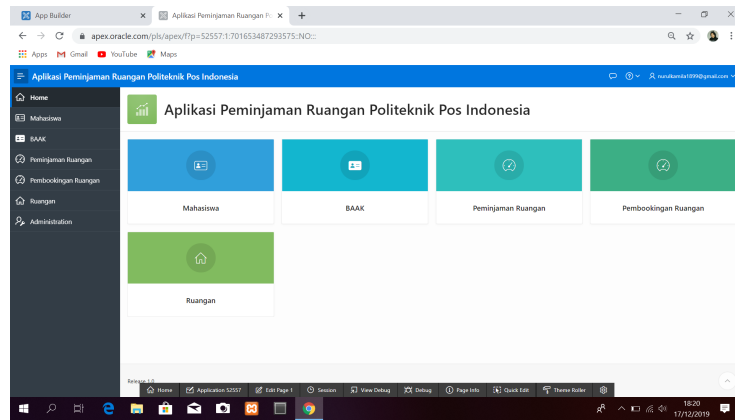 App Builder
Aplikasi Peminjaman Ruangan Po
apex.oracle.com/pls/apex/f?p=52557:1:701653487293575::NO:::
Apps Gmail YouTube Maps
Aplikasi Peminjaman Ruangan Politeknik Pos Indonesia
nurulkamila1899@gmail.com
Home
Mahasiswa
BAAK
Peminjaman Ruangan
Pembookingan Ruangan
Ruangan
Administration
Aplikasi Peminjaman Ruangan Politeknik Pos Indonesia
Mahasiswa
BAAK
Peminjaman Ruangan
Pembookingan Ruangan
Ruangan
Release 1.0
Home Application 52557 Edit Page 1 Session View Debug Debug Page Info Quick Edit Theme Roller
18:20
17/12/2019